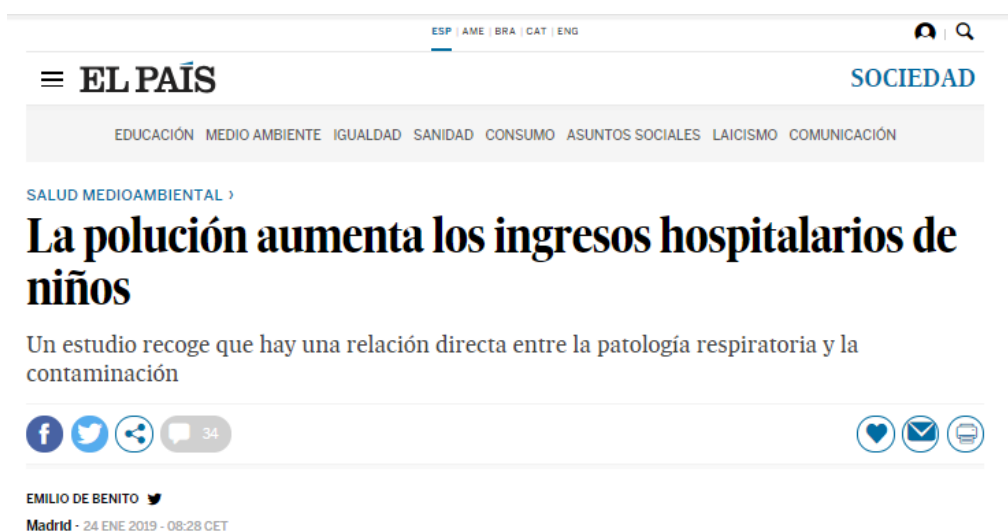 ESP | AME | BRA | CAT | ENG
EL PAÍS
SOCIEDAD
EDUCACIÓN MEDIO AMBIENTE IGUALDAD SANIDAD CONSUMO ASUNTOS SOCIALES LAICISMO COMUNICACIÓN
SALUD MEDIOAMBIENTAL ›
La polución aumenta los ingresos hospitalarios de
niños
Un estudio recoge que hay una relación directa entre la patología respiratoria y la
contaminación
34
EMILIO DE BENITO
Madrid - 24 ENE 2019 - 08:28 CET